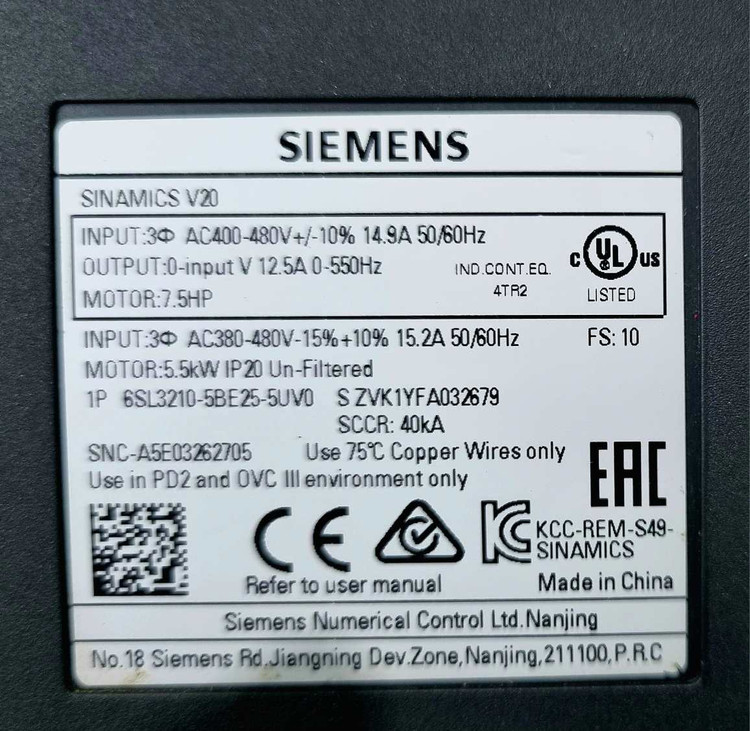 SIEMENS
SINAMICS V20
INPUT:3Φ AC400-480V+/-10% 14.9A 50/60Hz
OUTPUT:0-input V 12.5A 0-550Hz
MOTOR:7.5HP
IND.CONT.EQ.
4TR2
C UL US
LISTED
INPUT:3Φ AC380-480V-15%+10% 15.2A 50/60Hz
FS: 10
MOTOR:5.5kW IP20 Un-Filtered
1P 6SL3210-5BE25-5UV0 S ZVK1YFA032679
SCCR: 40kA
SNC-A5E03262705 Use 75℃ Copper Wires only
Use in PD2 and OVC III environment only
EAC
CE
KC
KCC-REM-S49-
SINAMICS
Refer to user manual
Made in China
Siemens Numerical Control Ltd.Nanjing
No.18 Siemens Rd,Jiangning Dev.Zone,Nanjing,211100,P.R.C